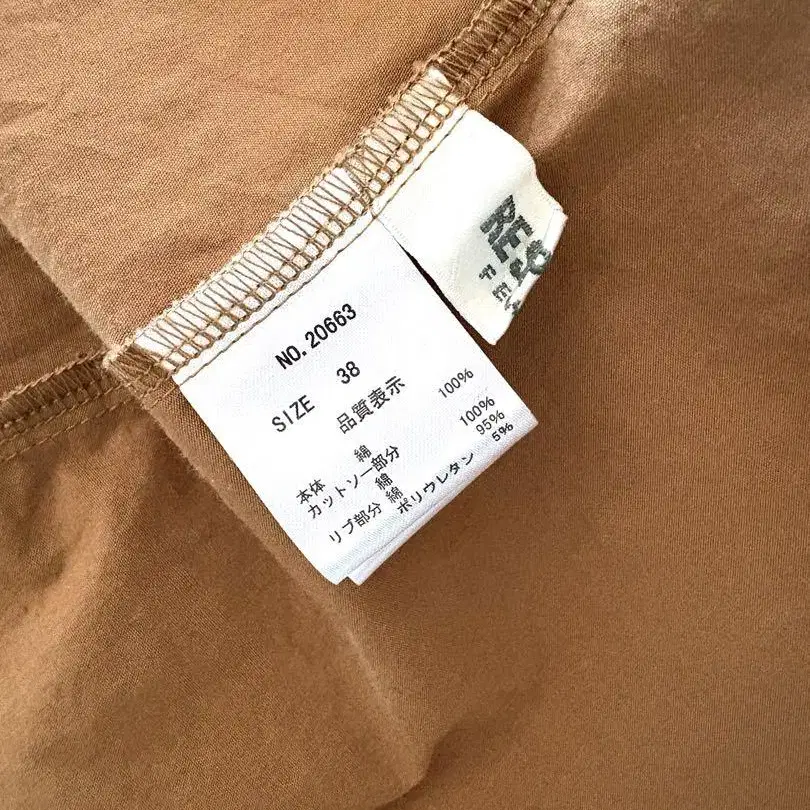 NO. 20663
SIZE 38
品質表示
本体 綿 100%
カットソー部分
綿 100%
リブ部分 綿 95%
ポリウレタン 5%